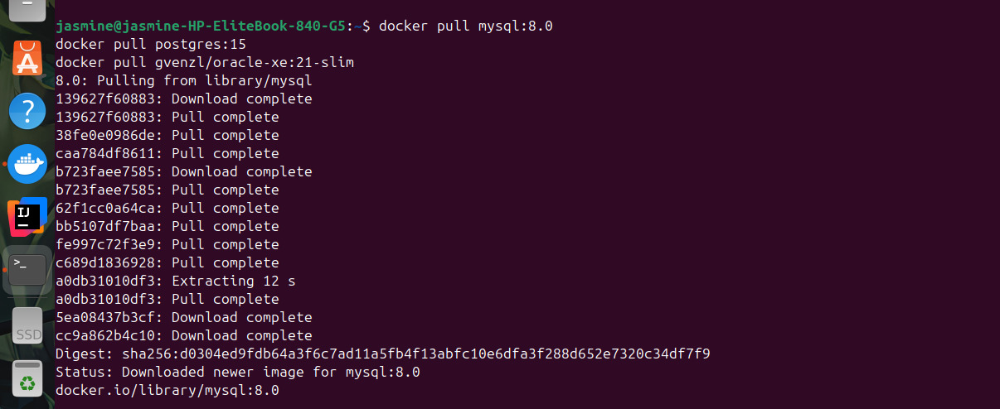 jasmine@jasmine-HP-EliteBook-840-G5:~$ docker pull mysql:8.0
docker pull postgres:15
docker pull gvenzl/oracle-xe:21-slim
8.0: Pulling from library/mysql
139627f60883: Download complete
139627f60883: Pull complete
38fe0e0986de: Pull complete
caa784df8611: Pull complete
b723faee7585: Download complete
b723faee7585: Pull complete
62f1cc0a64ca: Pull complete
bb5107df7baa: Pull complete
fe997c72f3e9: Pull complete
c689d1836928: Pull complete
a0db31010df3: Extracting 12 s
a0db31010df3: Pull complete
5ea08437b3cf: Download complete
cc9a862b4c10: Download complete
Digest: sha256:d0304ed9fdb64a3f6c7ad11a5fb4f13abfc10e6dfa3f288d652e7320c34df7f9
Status: Downloaded newer image for mysql:8.0
docker.io/library/mysql:8.0
A
?
IJ
>_
SSD